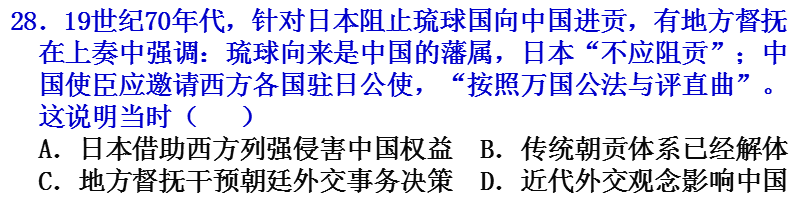 28．19世纪70年代，针对日本阻止琉球国向中国进贡，有地方督抚
在上奏中强调：琉球向来是中国的藩属，日本“不应阻贡”；中
国使臣应邀请西方各国驻日公使，“按照万国公法与评直曲”。
这说明当时（　　）
A．日本借助西方列强侵害中国权益　B．传统朝贡体系已经解体
C．地方督抚干预朝廷外交事务决策　D．近代外交观念影响中国